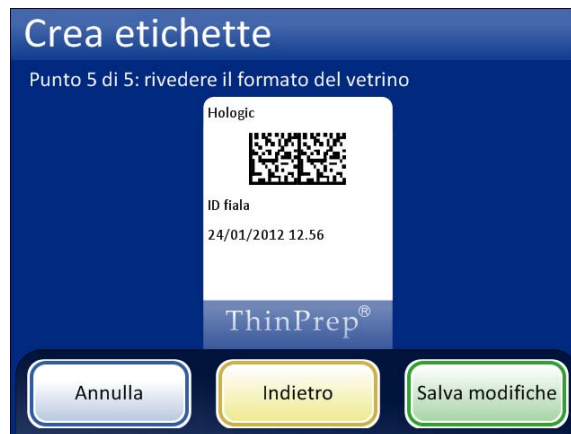 Crea etichette
Punto 5 di 5: rivedere il formato del vetrino
Hologic
ID fiala
24/01/2012 12.56
ThinPrep®
Annulla
Indietro
Salva modifiche